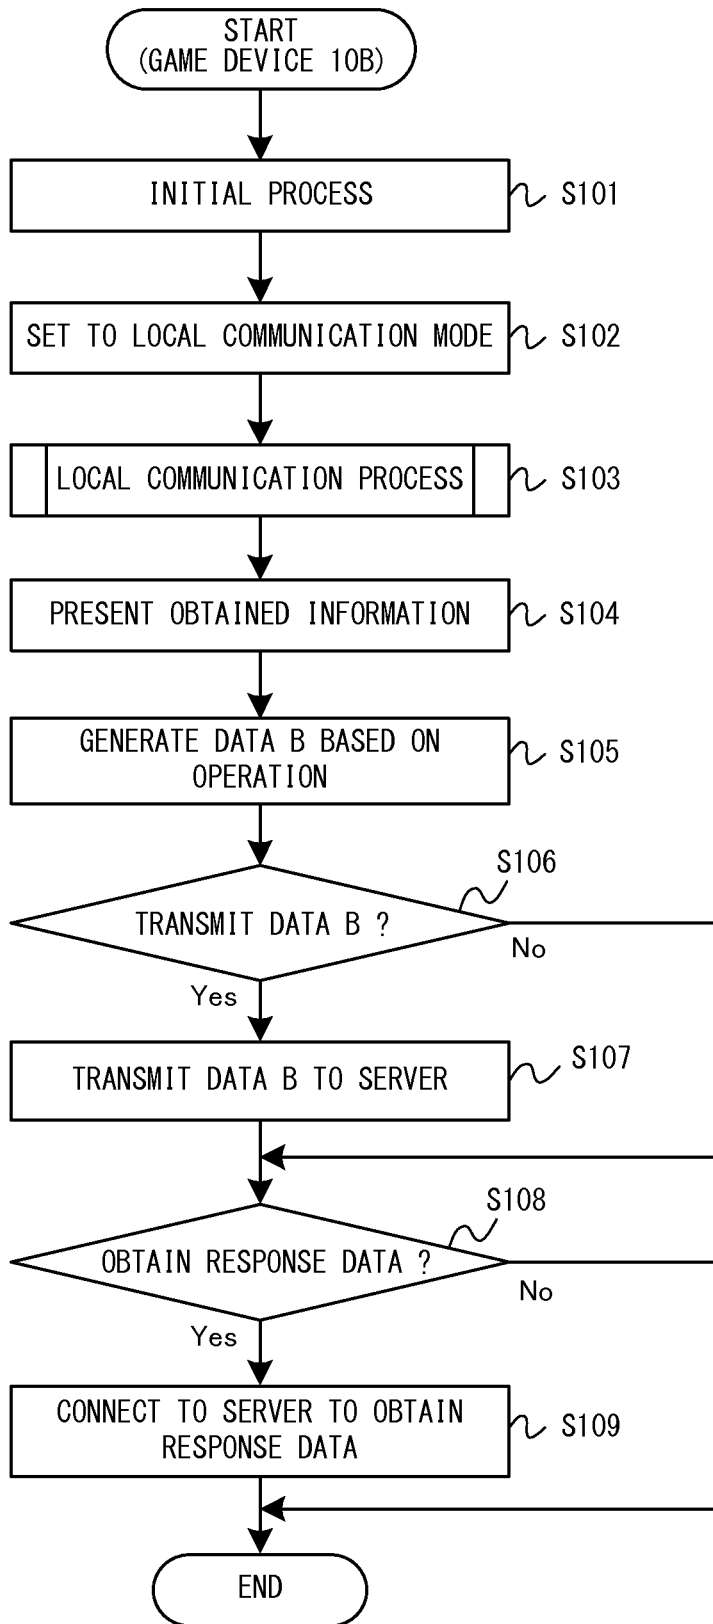 START
(GAME DEVICE 10B)
INITIAL PROCESS
S101
SET TO LOCAL COMMUNICATION MODE
S102
LOCAL COMMUNICATION PROCESS
S103
PRESENT OBTAINED INFORMATION
S104
GENERATE DATA B BASED ON
OPERATION
S105
S106
TRANSMIT DATA B ?
No
Yes
TRANSMIT DATA B TO SERVER
S107
S108
OBTAIN RESPONSE DATA ?
No
Yes
CONNECT TO SERVER TO OBTAIN
RESPONSE DATA
S109
END